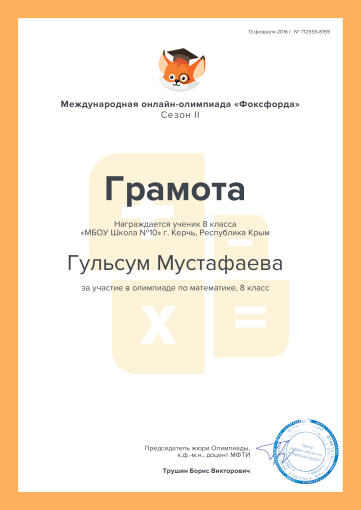 13 февраля 2016 г. № 712555-8159
Международная онлайн-олимпиада «Фоксфорда»
Сезон II
Грамота
Награждается ученик 8 класса
«МБОУ Школа №10» г. Керчь, Республика Крым
Гульсум Мустафаева
за участие в олимпиаде по математике, 8 класс
Председатель жюри Олимпиады,
к.ф.-м.н., доцент МФТИ
Трушин Борис Викторович